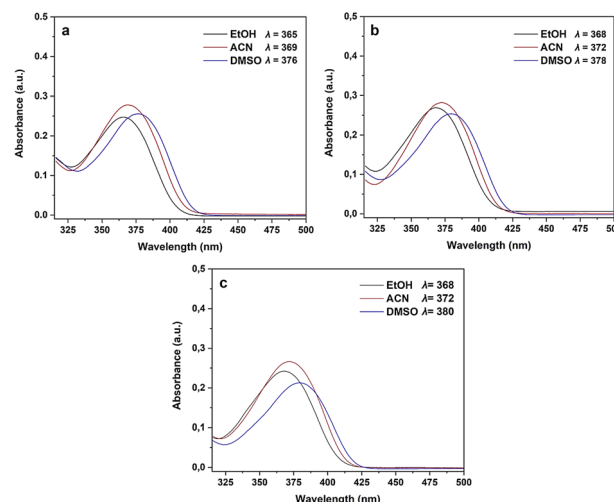 a
EtOH λ = 365
ACN λ = 369
DMSO λ = 376
0.5
0.4
0.3
0.2
0.1
0.0
Absorbance (a.u.)
325 350 375 400 425 450 475 500
Wavelength (nm)
b
EtOH λ = 368
ACN λ = 372
DMSO λ = 378
0,5
0,4
0,3
0,2
0,1
0,0
Absorbance (a.u.)
325 350 375 400 425 450 475 500
Wavelength (nm)
c
EtOH λ= 368
ACN λ= 372
DMSO λ= 380
0,5
0,4
0,3
0,2
0,1
0,0
Absorbance (a.u.)
325 350 375 400 425 450 475 500
Wavelength (nm)